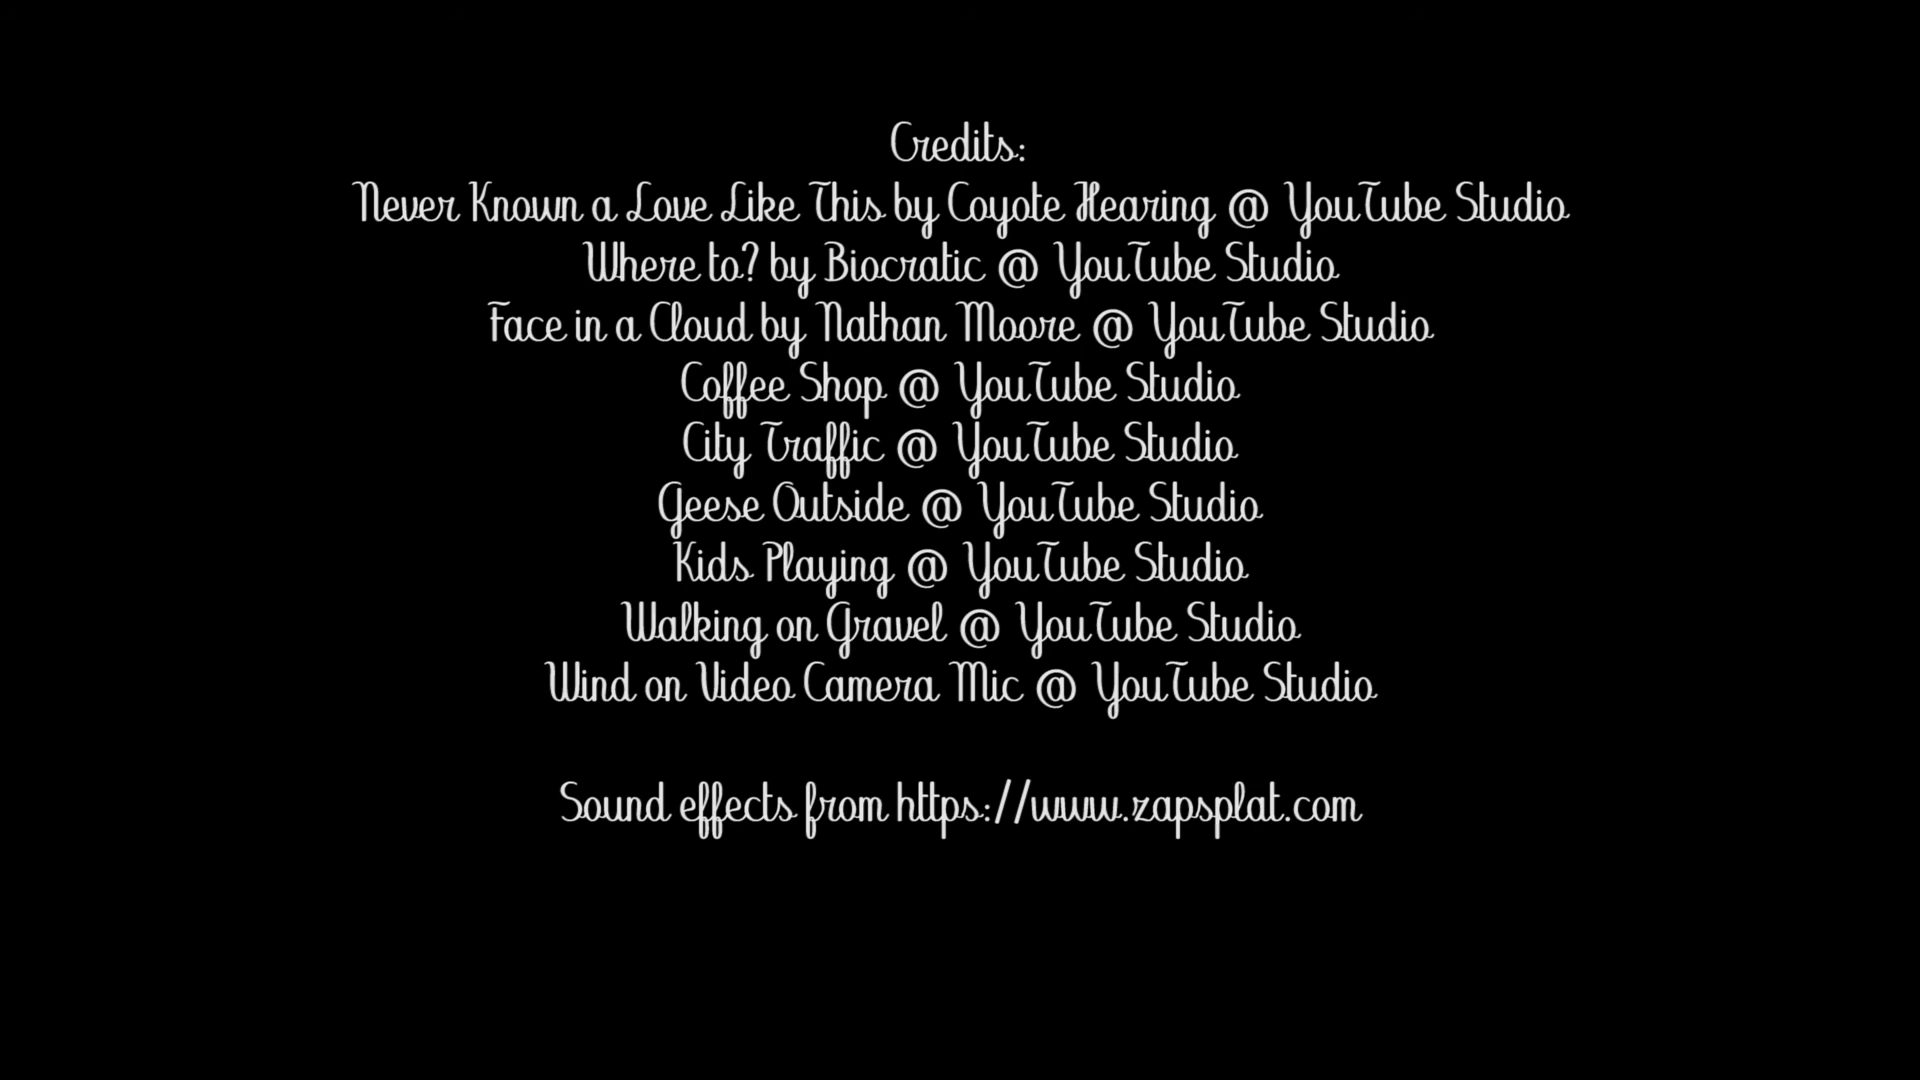 Credits:
Never Known a Love Like This by Coyote Hearing @ YouTube Studio
Where to? by Biocratic @ YouTube Studio
Face in a Cloud by Nathan Moore @ YouTube Studio
Coffee Shop @ YouTube Studio
City Traffic @ YouTube Studio
Geese Outside @ YouTube Studio
Kids Playing @ YouTube Studio
Walking on Gravel @ YouTube Studio
Wind on Video Camera Mic @ YouTube Studio
Sound effects from https://www.zapsplat.com